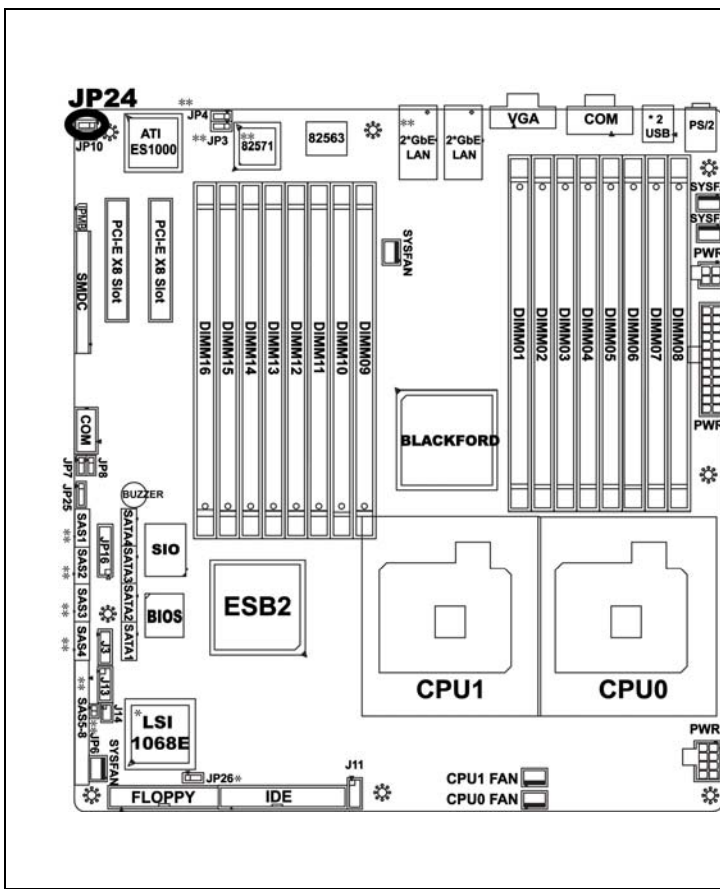 JP24
**
JP4
**
JP3
**
82571
82563
**
*
2*GbE
LAN
*
2*GbE
LAN
VGA
COM
* 2
USB
PS/2
JP10
ATI
ES1000
SYSF
SYSF
PWR
PWR
PCI-E X8 Slot
PCI-E X8 Slot
SMDC
SYSFAN
DIMM16
DIMM15
DIMM14
DIMM13
DIMM12
DIMM11
DIMM10
DIMM09
DIMM01
DIMM02
DIMM03
DIMM04
DIMM05
DIMM06
DIMM07
DIMM08
COM
JP7
JP8
JP25
BUZZER
BLACKFORD
SAS1
SAS2
SAS3
SAS4
SAS5-8
**
**
**
**
**
JP16
SATA4
SATA3
SATA2
SATA1
SIO
BIOS
ESB2
CPU1
CPU0
J3
J13
J14
**
JP6
SYSFAN
*
LSI
1068E
JP26*
J11
FLOPPY
IDE
CPU1 FAN
CPU0 FAN
PWR